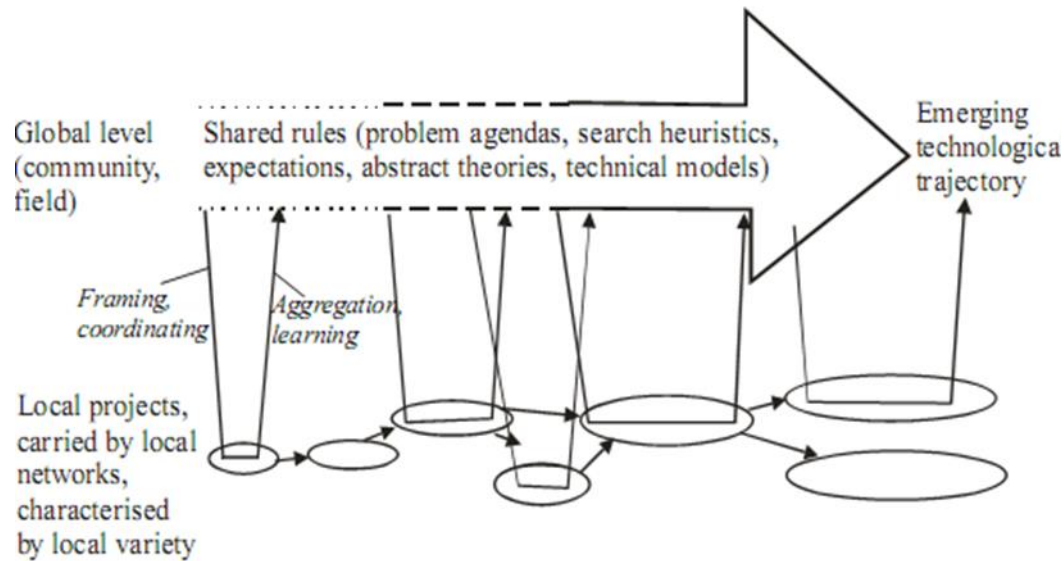 Global level
(community,
field)
Shared rules (problem agendas, search heuristics,
expectations, abstract theories, technical models)
Emerging
technologica
trajectory
Framing,
coordinating
Aggregation,
learning
Local projects,
carried by local
networks,
characterised
by local variety